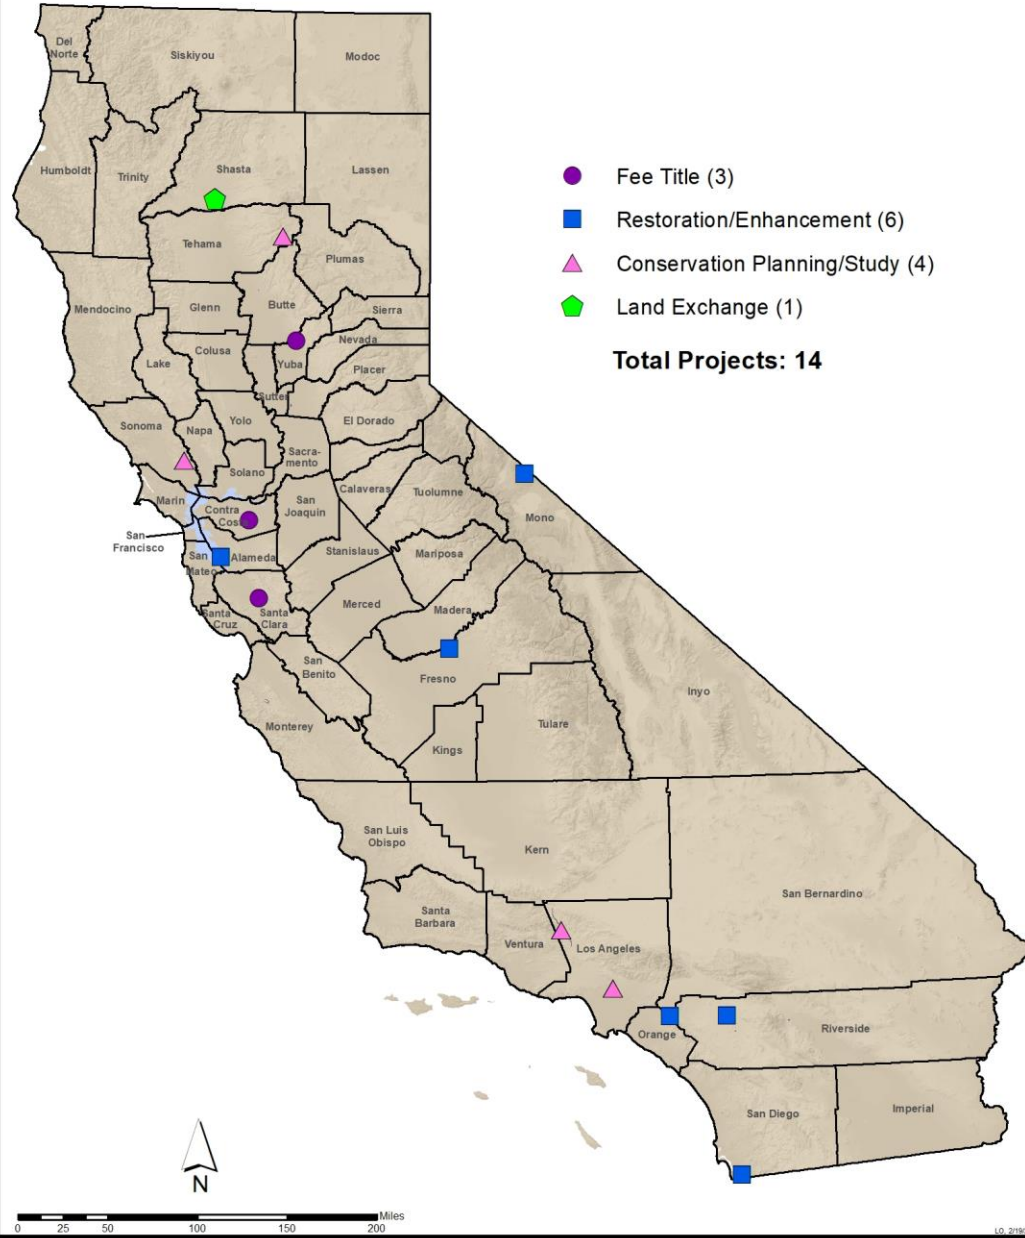 Del
Norte
Siskiyou
Modoc
Humboldt
Trinity
Shasta
Lassen
Fee Title (3)
Restoration/Enhancement (6)
Conservation Planning/Study (4)
Land Exchange (1)
Total Projects: 14
Tehama
Plumas
Mendocino
Glenn
Butte
Sierra
Lake
Colusa
Yuba
Nevada
Placer
Sutter
Sonoma
Napa
Yolo
El Dorado
Sacra-
mento
Solano
Marin
Contra
Costa
San
Joaquin
Calaveras
Tuolumne
Mono
San
Francisco
San
Mateo
Alameda
Stanislaus
Mariposa
Santa
Cruz
Santa
Clara
Merced
Madera
San
Benito
Fresno
Inyo
Monterey
Kings
Tulare
San Luis
Obispo
Kern
San Bernardino
Santa
Barbara
Ventura
Los Angeles
Orange
Riverside
San Diego
Imperial
N
Miles
0 25 50 100 150 200